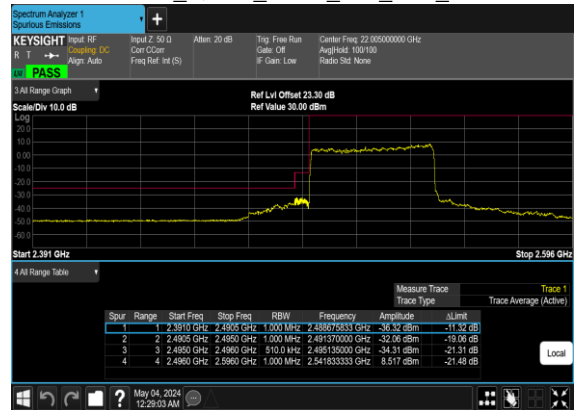 Spectrum Analyzer 1
Spurious Emissions
KEYSIGHT Input: RF Input Z: 50 Ω Atten: 20 dB Trig: Free Run Center Freq: 22.005000000 GHz
R T Coupling: DC Corr CCorr Gate: Off Avg|Hold: 100/100
Align: Auto Freq Ref: Int (S) IF Gain: Low Radio Std: None
PASS
3 All Range Graph
Ref Lvl Offset 23.30 dB
Scale/Div 10.0 dB Ref Value 30.00 dBm
Log
20.0
10.0
0.00
-10.0
-20.0
-30.0
-40.0
-50.0
-60.0
Start 2.391 GHz Stop 2.596 GHz
4 All Range Table
Measure Trace Trace 1
Trace Type Trace Average (Active)
Spur Range Start Freq Stop Freq RBW Frequency Amplitude ΔLimit
1 1 2.3910 GHz 2.4905 GHz 1.000 MHz 2.488675833 GHz -36.32 dBm -11.32 dB
2 2 2.4905 GHz 2.4950 GHz 1.000 MHz 2.491370000 GHz -32.06 dBm -19.06 dB
3 3 2.4950 GHz 2.4960 GHz 510.0 kHz 2.495135000 GHz -34.31 dBm -21.31 dB
4 4 2.4960 GHz 2.5960 GHz 1.000 MHz 2.541833333 GHz 8.517 dBm -21.48 dB
Local
May 04, 2024
12:29:03 AM